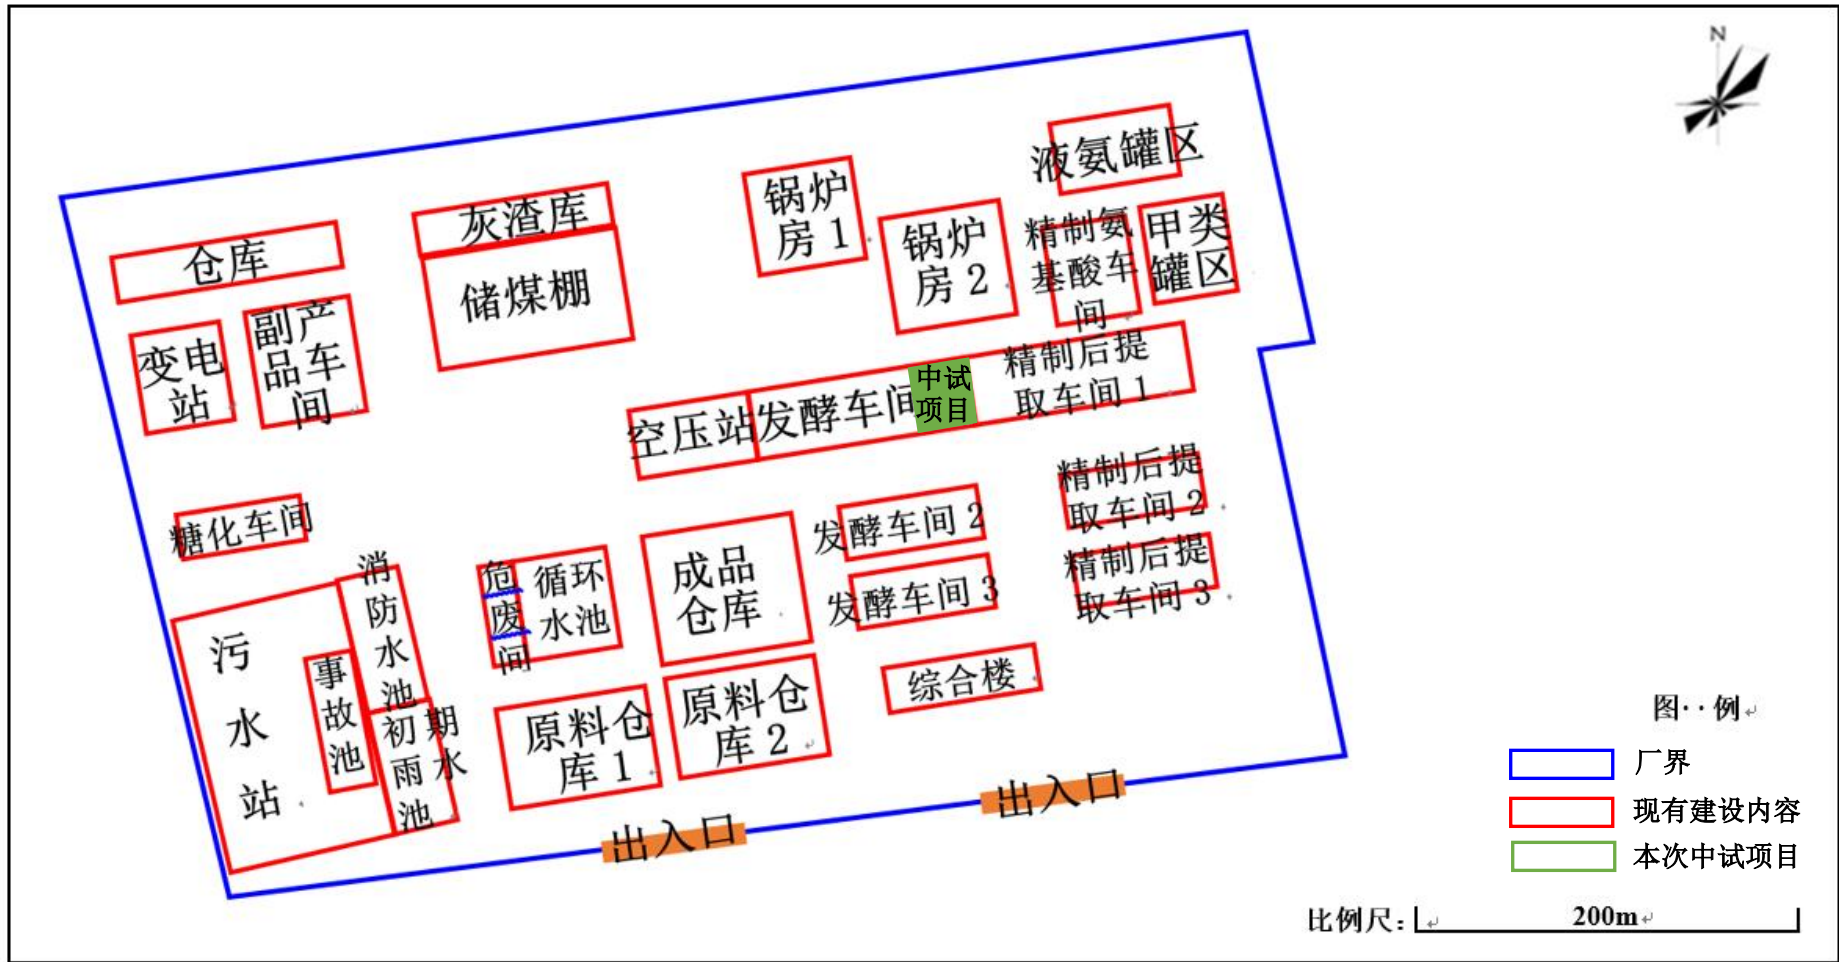 N
液氨罐区
锅炉
房 1
灰渣库
仓库
储煤棚
锅炉
房 2
精制氨
基酸车
间
甲类
罐区
副产
品车
间
变电
站
空压站
发酵车间
中试
项目
精制后提
取车间 1
精制后提
取车间 2
糖化车间
发酵车间 2
精制后提
取车间 3
消
防
水
池
危
废
间
循环
水池
成品
仓库
发酵车间 3
污
水
站
事
故
池
初期
雨水
池
原料仓
库 1
原料仓
库 2
综合楼
出入口
出入口
图··例
厂界
现有建设内容
本次中试项目
比例尺：
200m